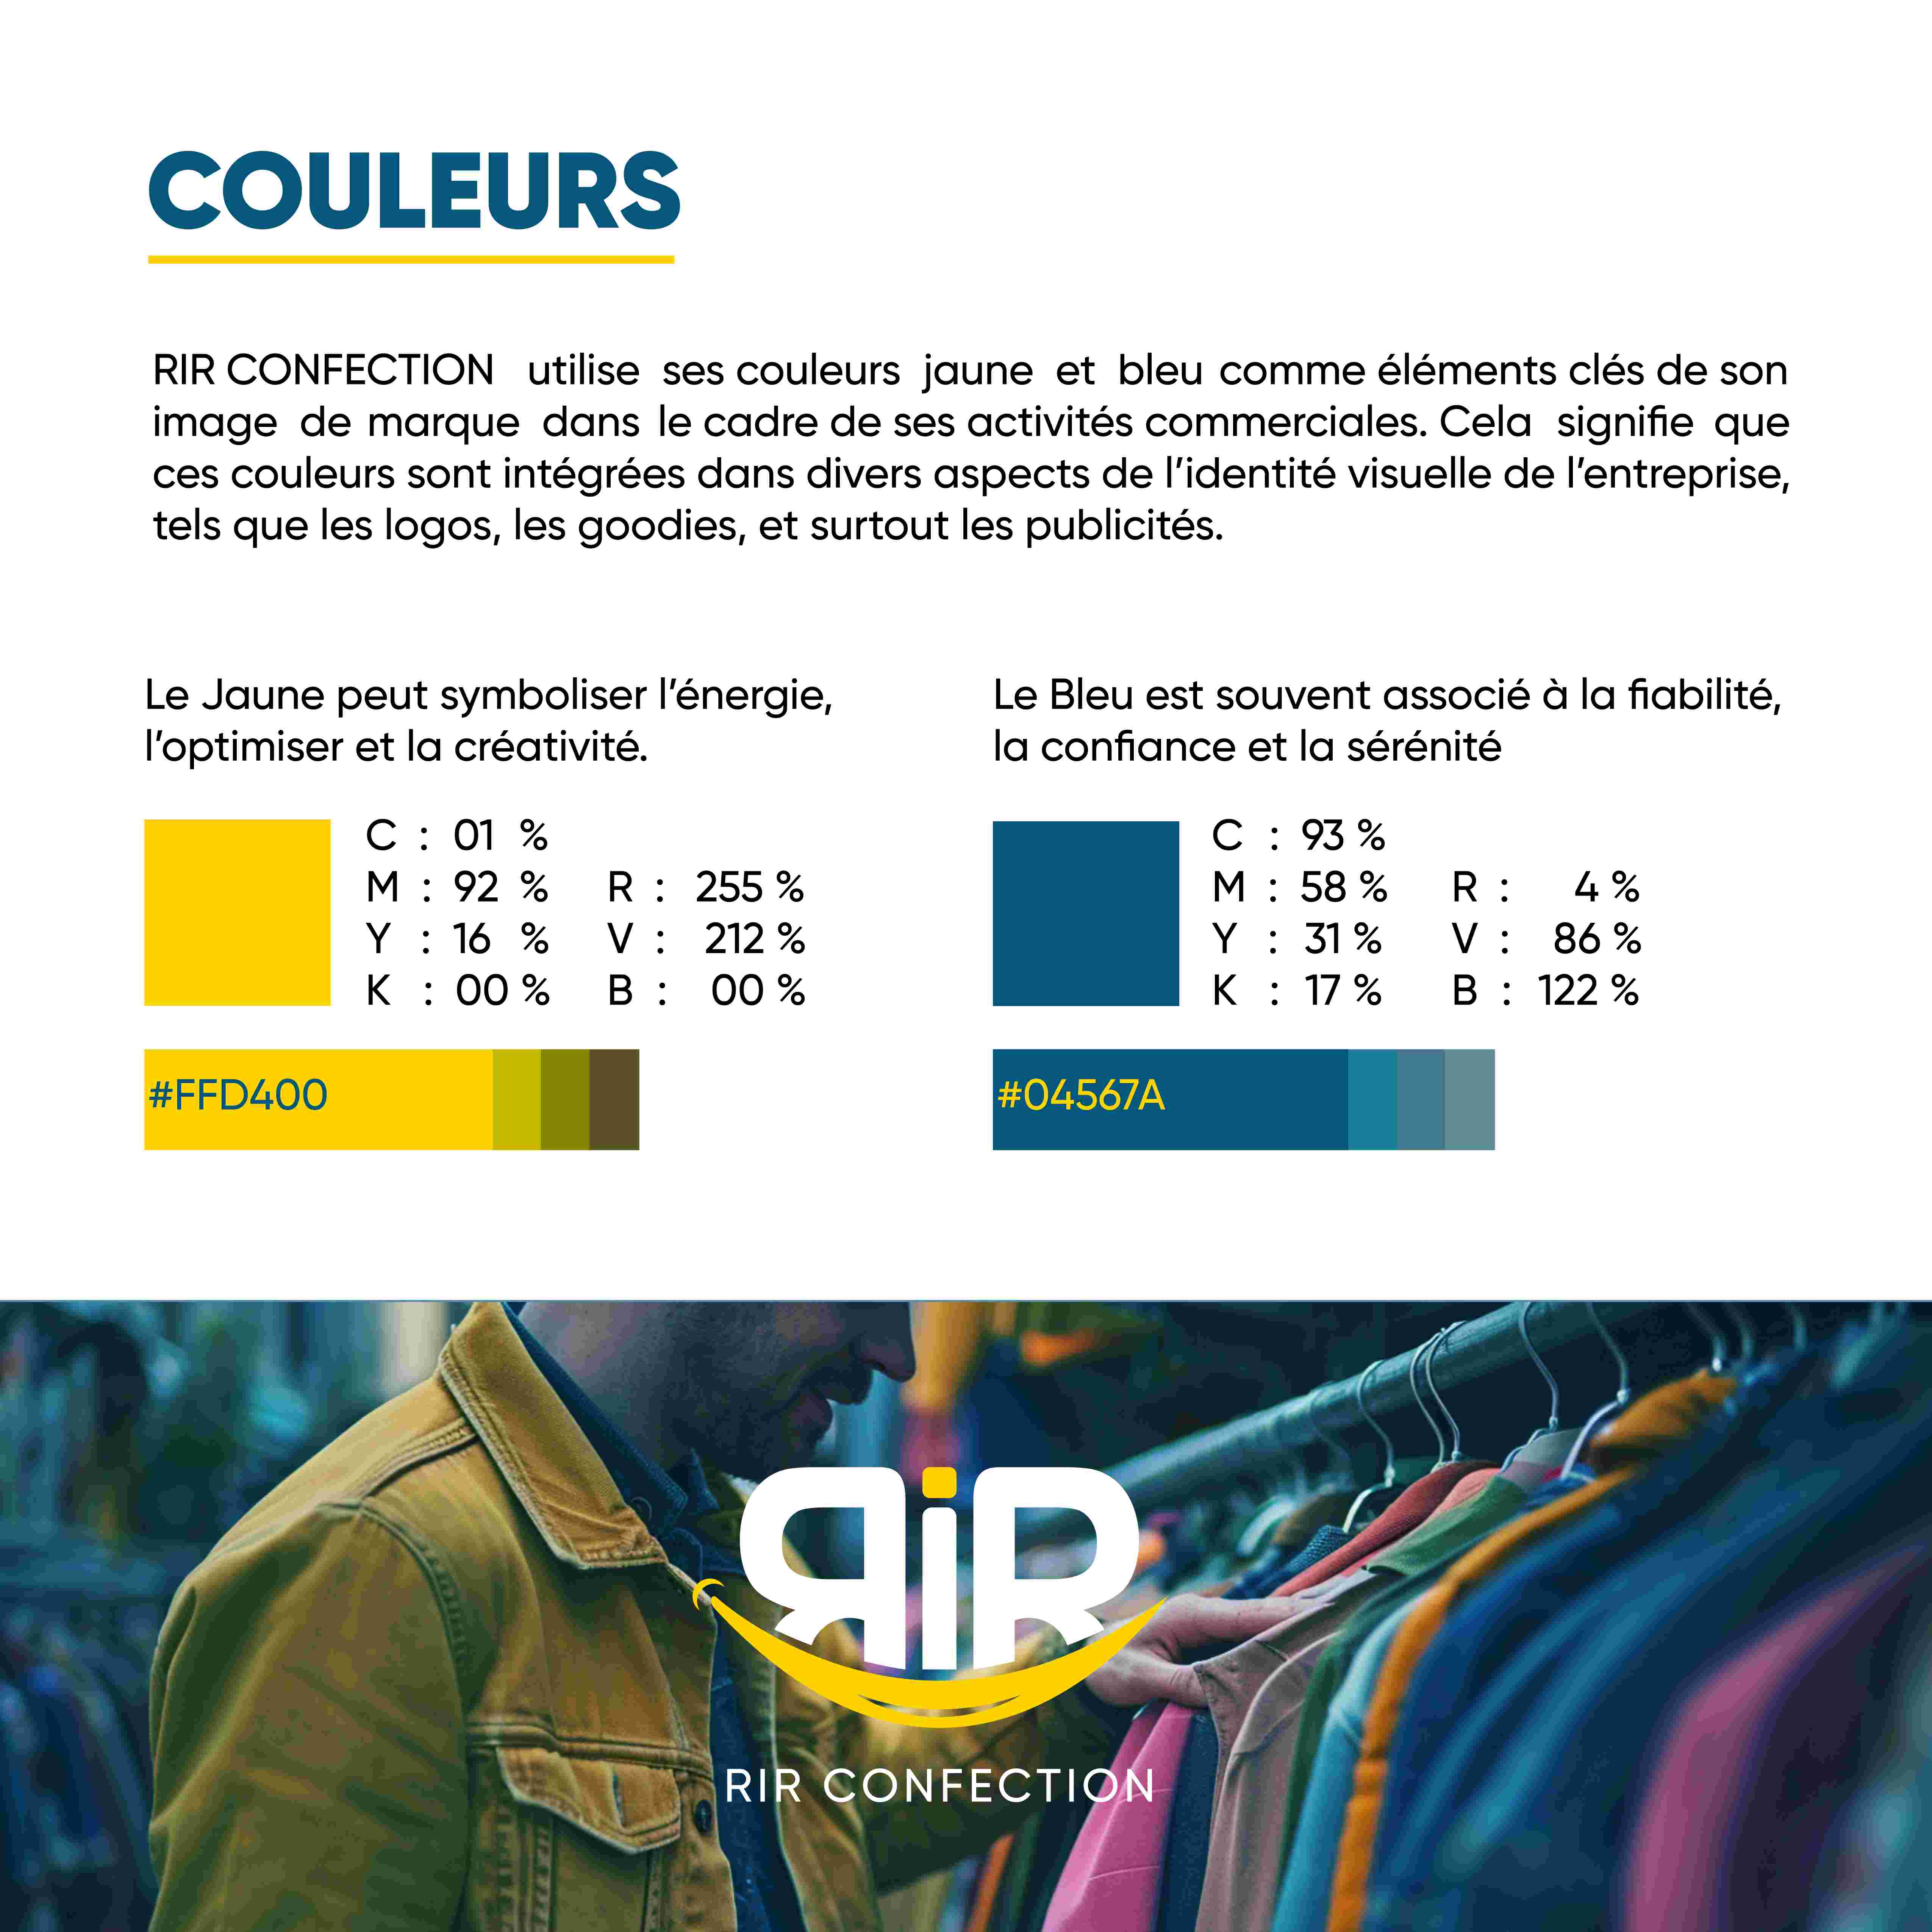 COULEURS
RIR CONFECTION utilise ses couleurs jaune et bleu comme éléments clés de son
image de marque dans le cadre de ses activités commerciales. Cela signifie que
ces couleurs sont intégrées dans divers aspects de l'identité visuelle de l'entreprise,
tels que les logos, les goodies, et surtout les publicités.
Le Jaune peut symboliser l'énergie,
l'optimiser et la créativité.
C : 01 %
M : 92 % R : 255 %
Y : 16 % V : 212 %
K : 00 % B : 00 %
#FFD400
Le Bleu est souvent associé à la fiabilité,
la confiance et la sérénité
C : 93 %
M : 58 % R : 4 %
Y : 31 % V : 86 %
K : 17 % B : 122 %
#04567A
RiR
RIR CONFECTION